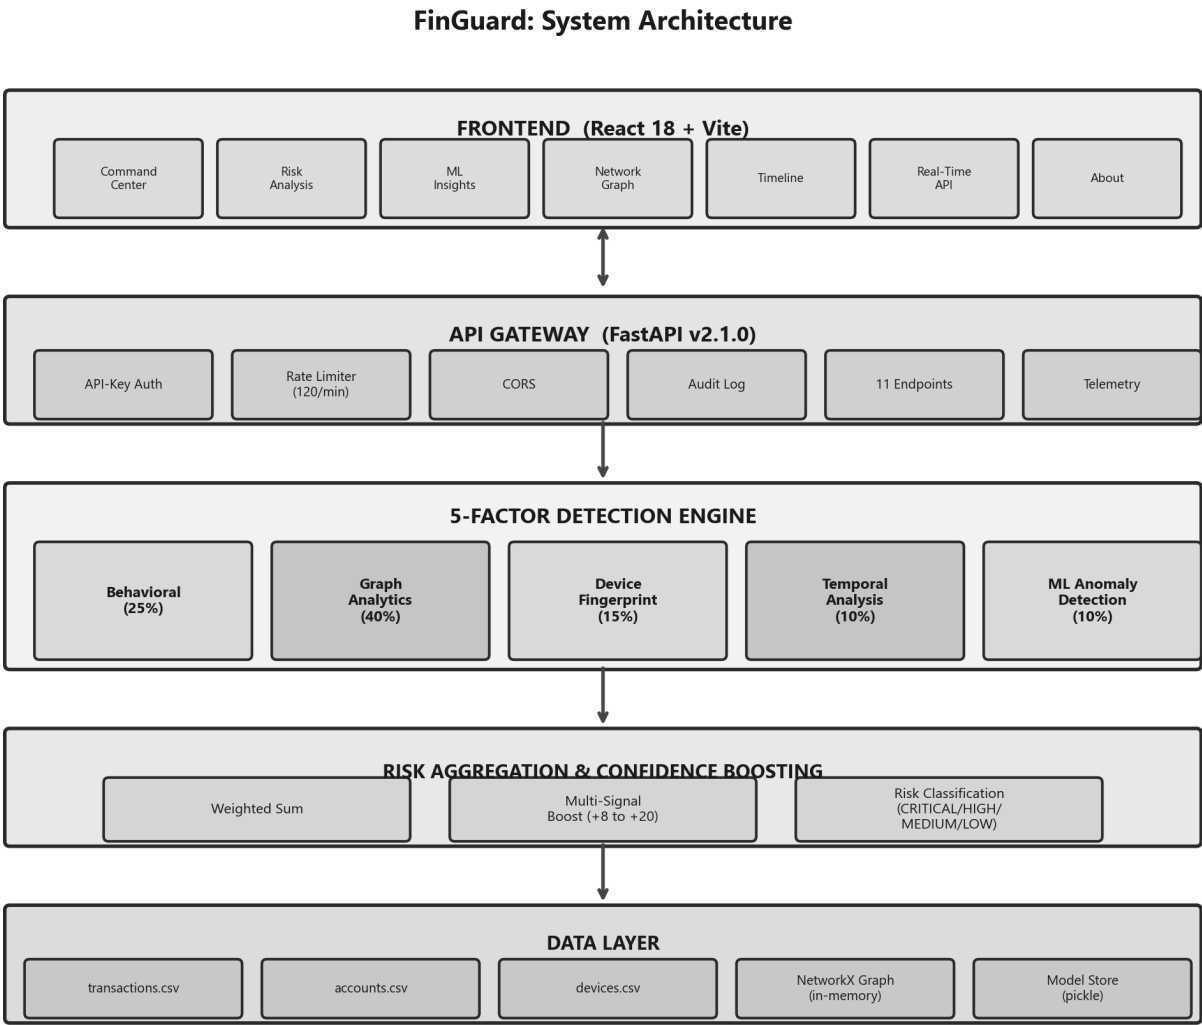 FinGuard: System Architecture
FRONTEND (React 18 + Vite)
Command
Center
Risk
Analysis
ML
Insights
Network
Graph
Timeline
Real-Time
API
About
API GATEWAY (FastAPI v2.1.0)
API-Key Auth
Rate Limiter
(120/min)
CORS
Audit Log
11 Endpoints
Telemetry
5-FACTOR DETECTION ENGINE
Behavioral
(25%)
Graph
Analytics
(40%)
Device
Fingerprint
(15%)
Temporal
Analysis
(10%)
ML Anomaly
Detection
(10%)
RISK AGGREGATION & CONFIDENCE BOOSTING
Weighted Sum
Multi-Signal
Boost (+8 to +20)
Risk Classification
(CRITICAL/HIGH/
MEDIUM/LOW)
DATA LAYER
transactions.csv
accounts.csv
devices.csv
NetworkX Graph
(in-memory)
Model Store
(pickle)